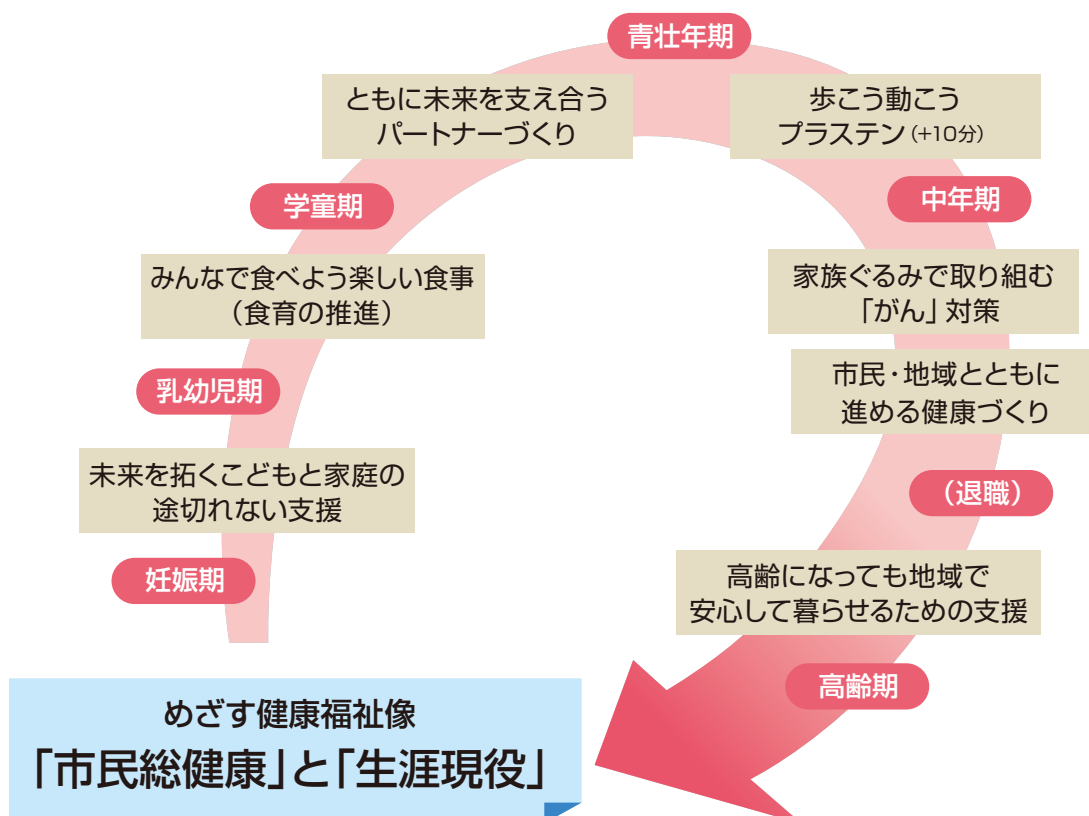 青壮年期
ともに未来を支え合う
パートナーづくり
歩こう動こう
プラステン（+10分）
学童期
中年期
みんなで食べよう楽しい食事
（食育の推進）
家族ぐるみで取り組む
「がん」対策
乳幼児期
市民・地域とともに
進める健康づくり
未来を拓くこどもと家庭の
途切れない支援
（退職）
妊娠期
高齢になっても地域で
安心して暮らせるための支援
高齢期
めざす健康福祉像
「市民総健康」と「生涯現役」